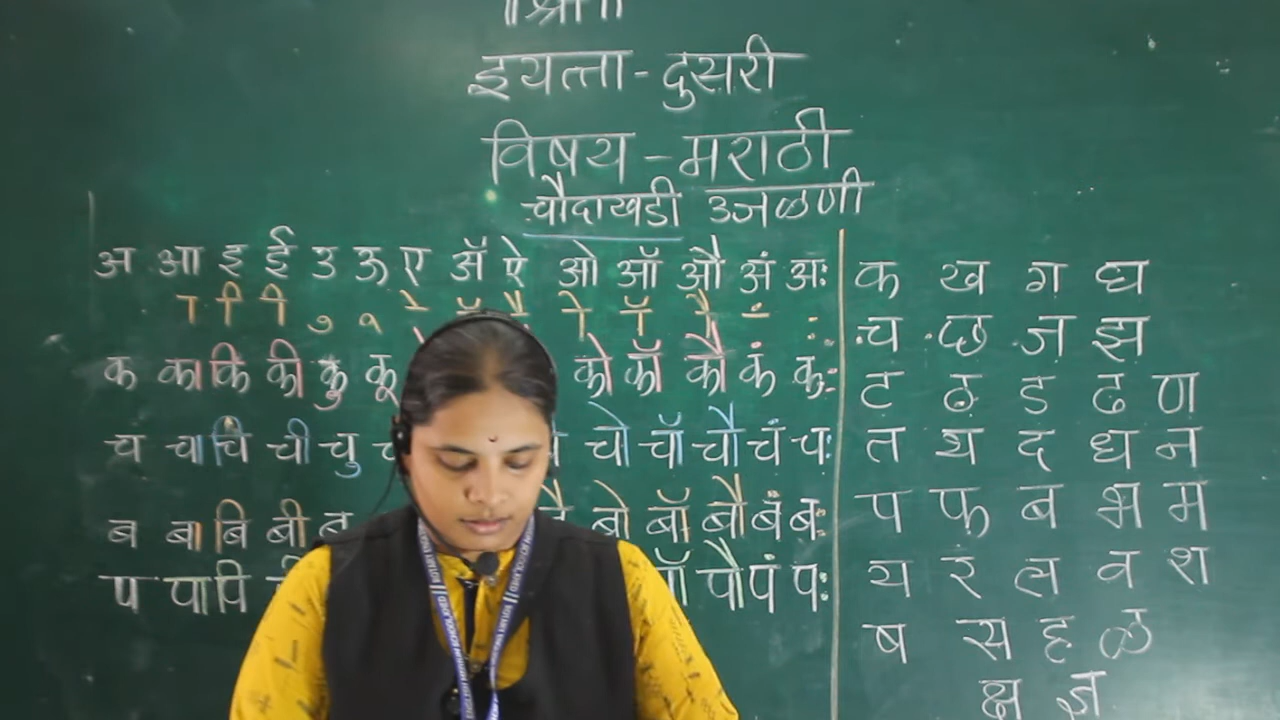 ॥श्री॥
इयत्ता - दुसरी
विषय - मराठी
चौदाखडी उजळणी
अ आ इ ई उ ऊ ए ॲ ऐ ओ ऑ औ अं अः
ा ि ी ु ू े ॅ ै ो ॉ ौ ं ः
क का कि की कु कू को कॉ कौ कं कः
च चा चि ची चु चो चॉ चौ चं चः
ब बा बि बी बो बॉ बौ बं बः
प पा पि पौ पं पः
क ख ग घ
च छ ज झ
ट ठ ड ढ ण
त थ द ध न
प फ ब भ म
य र ल व श
ष स ह ळ
क्ष ज्ञ